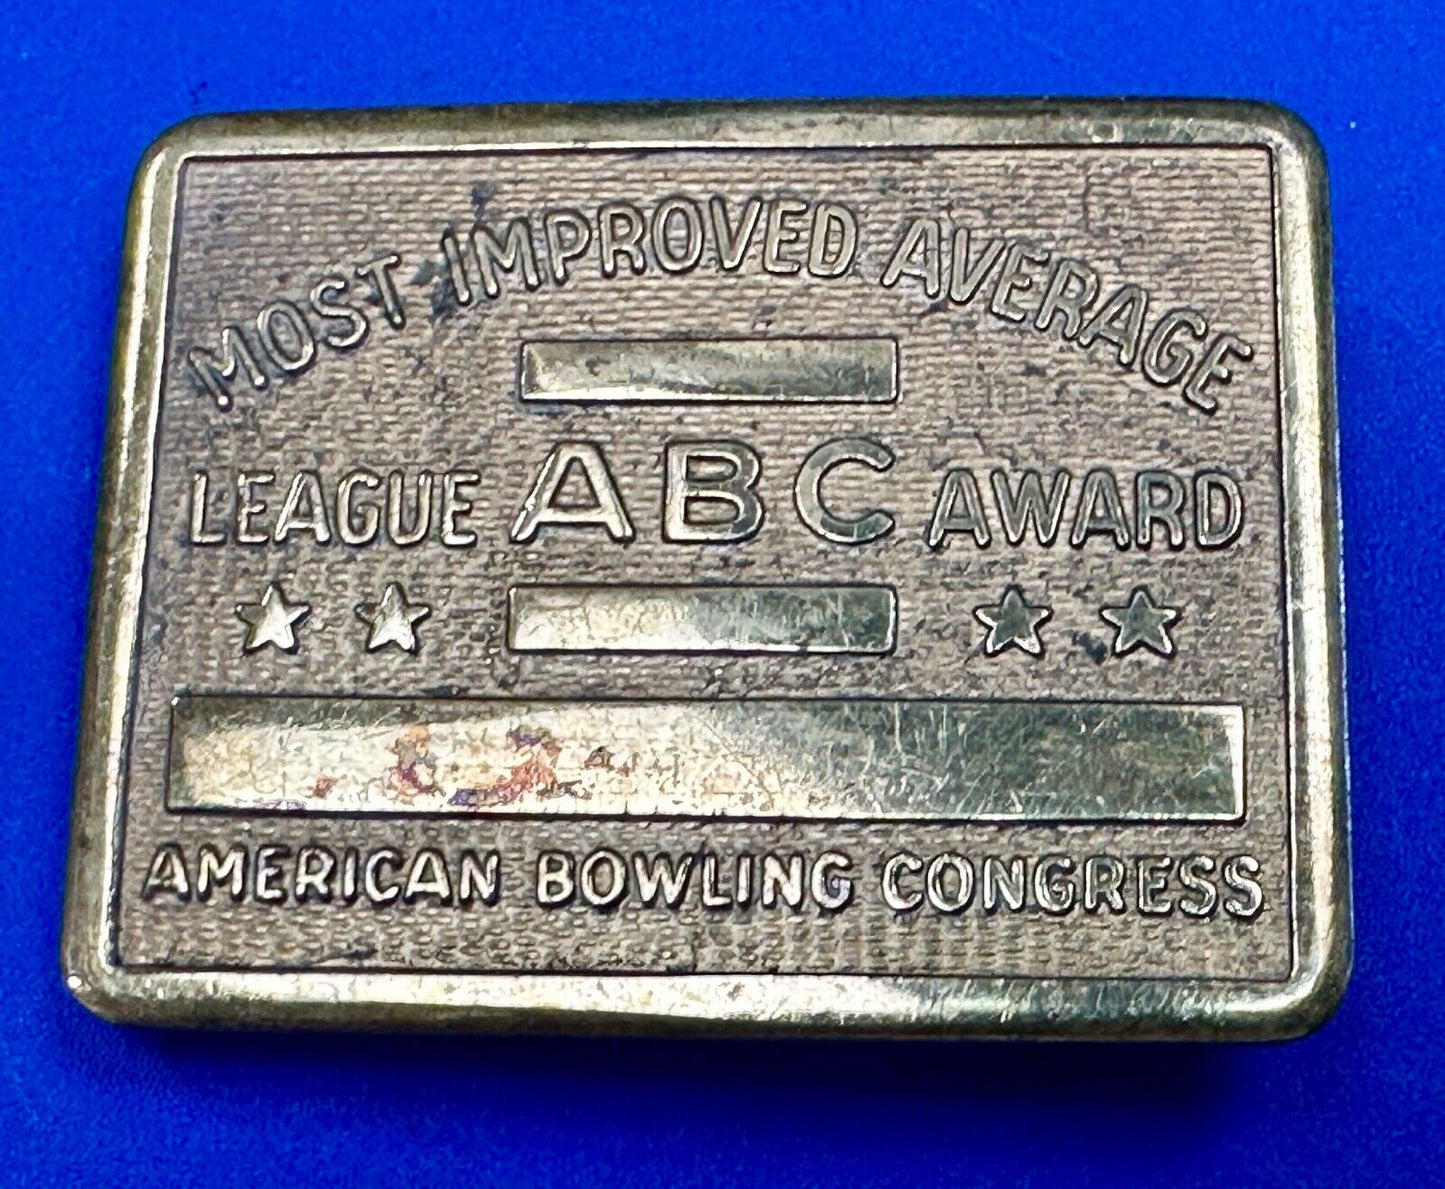 MOST IMPROVED AVERAGE
LEAGUE ABC AWARD
AMERICAN BOWLING CONGRESS